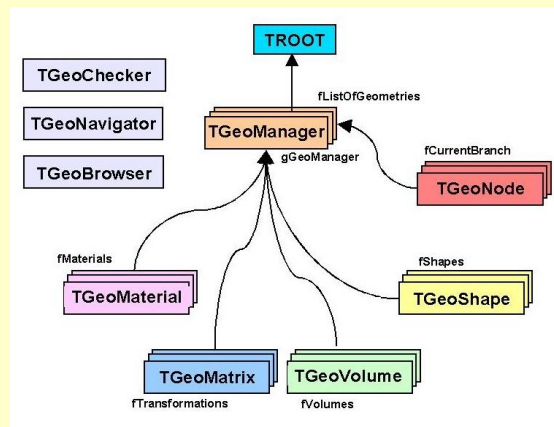 TROOT
TGeoChecker
fListOfGeometries
TGeoNavigator
TGeoManager
gGeoManager
fCurrentBranch
TGeoBrowser
TGeoNode
fMaterials
fShapes
TGeoMaterial
TGeoShape
TGeoMatrix
TGeoVolume
fTransformations
fVolumes